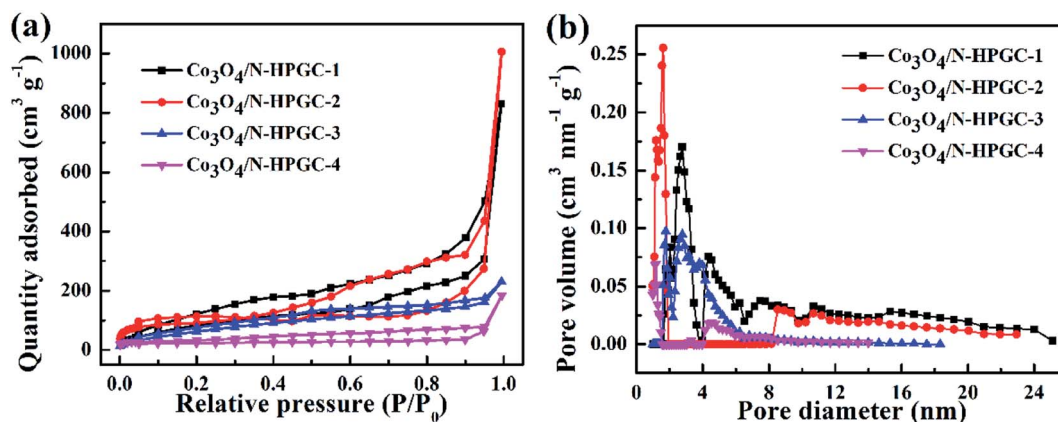 (a)
1000
800
600
400
200
0
Quantity adsorbed (cm³ g⁻¹)
Co₃O₄/N-HPGC-1
Co₃O₄/N-HPGC-2
Co₃O₄/N-HPGC-3
Co₃O₄/N-HPGC-4
0.0 0.2 0.4 0.6 0.8 1.0
Relative pressure (P/P₀)
(b)
0.25
0.20
0.15
0.10
0.05
0.00
Pore volume (cm³ nm⁻¹ g⁻¹)
Co₃O₄/N-HPGC-1
Co₃O₄/N-HPGC-2
Co₃O₄/N-HPGC-3
Co₃O₄/N-HPGC-4
0 4 8 12 16 20 24
Pore diameter (nm)